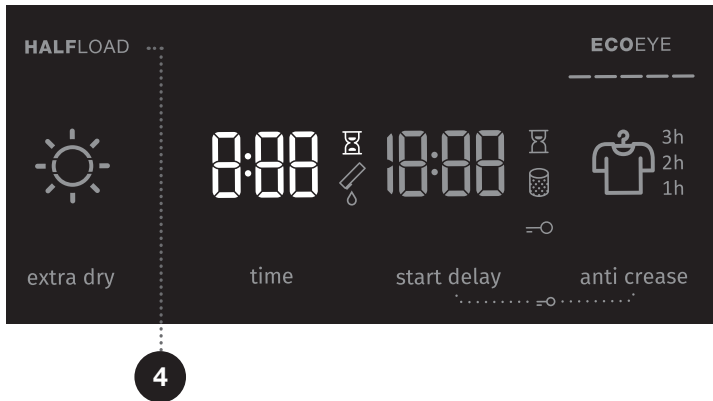 HALFLOAD
ECOEYE
8:88
18:88
3h
2h
1h
extra dry
time
start delay
anti crease
4